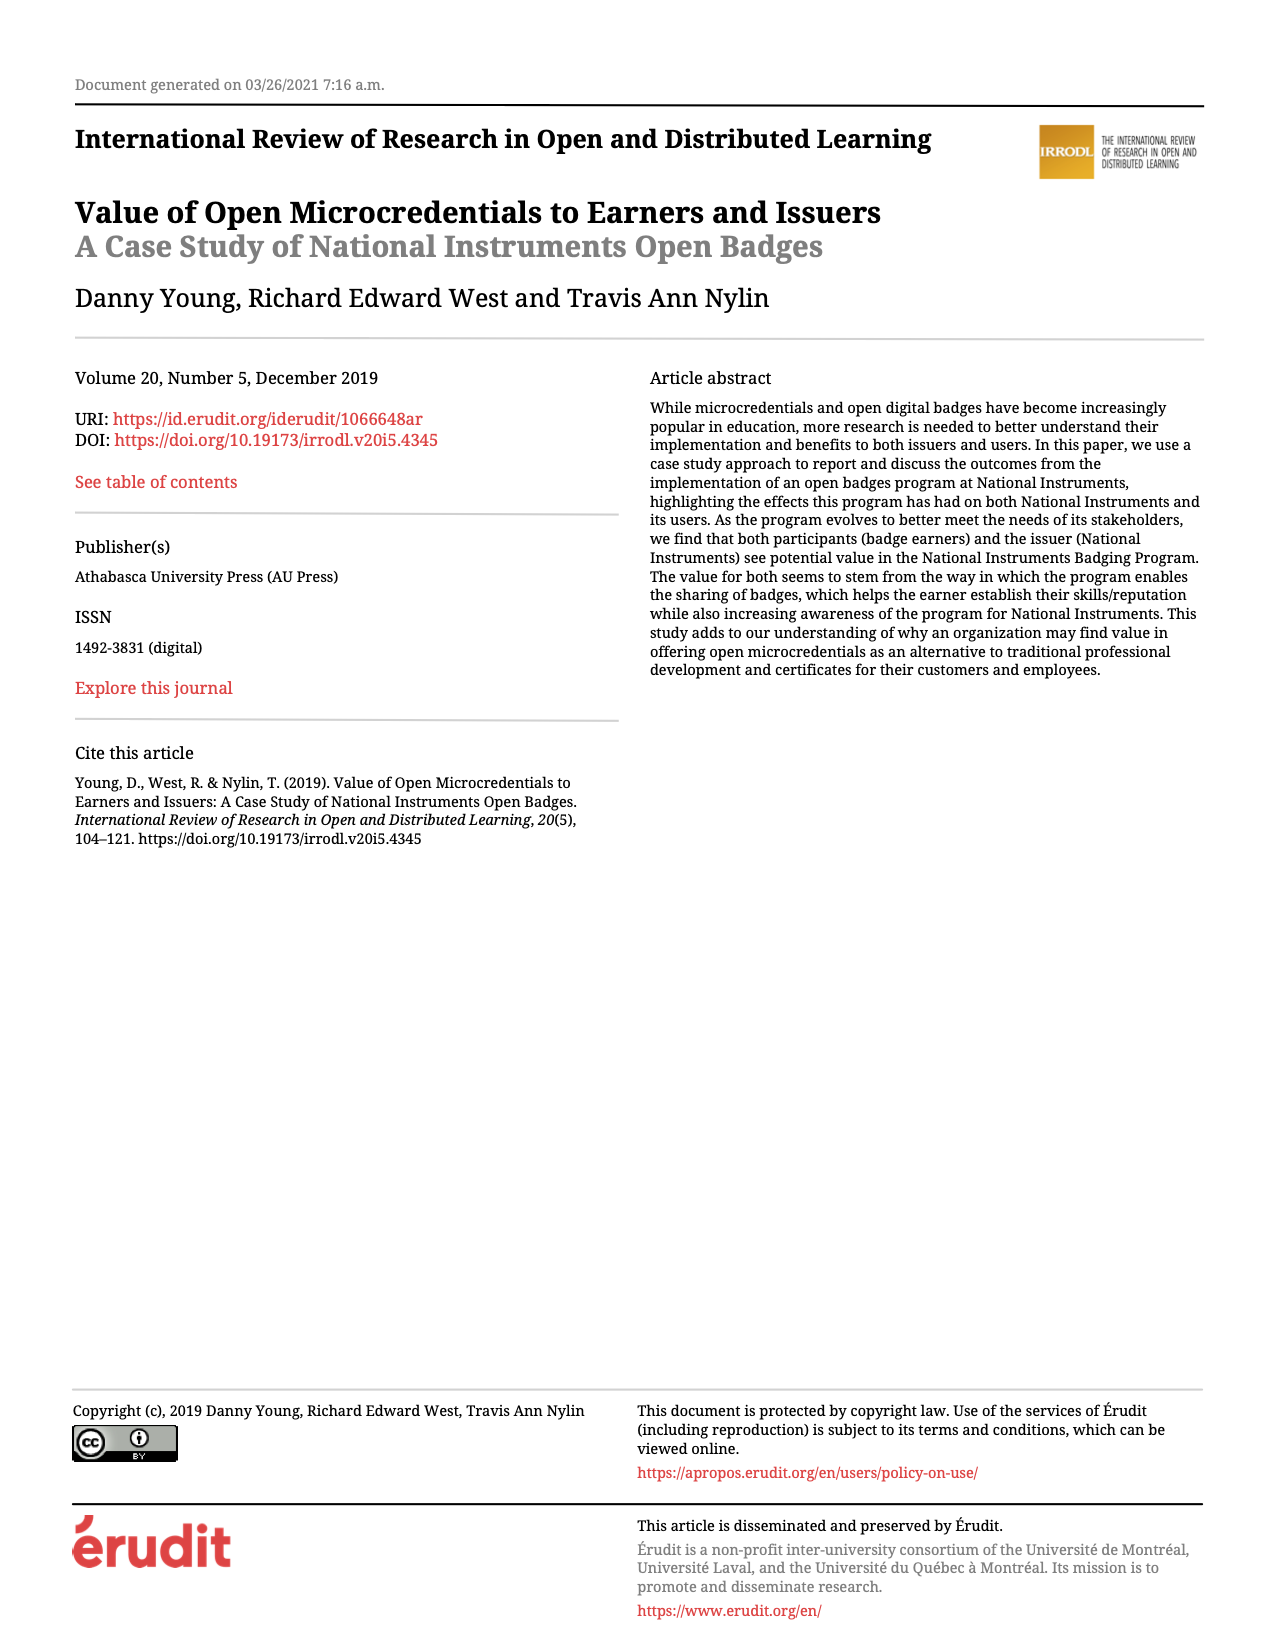 Document generated on 03/26/2021 7:16 a.m.
International Review of Research in Open and Distributed Learning
IRRODL
THE INTERNATIONAL REVIEW
OF RESEARCH IN OPEN AND
DISTRIBUTED LEARNING
Value of Open Microcredentials to Earners and Issuers
A Case Study of National Instruments Open Badges
Danny Young, Richard Edward West and Travis Ann Nylin
Volume 20, Number 5, December 2019
URI: https://id.erudit.org/iderudit/1066648ar
DOI: https://doi.org/10.19173/irrodl.v20i5.4345
See table of contents
Publisher(s)
Athabasca University Press (AU Press)
ISSN
1492-3831 (digital)
Explore this journal
Cite this article
Young, D., West, R. & Nylin, T. (2019). Value of Open Microcredentials to
Earners and Issuers: A Case Study of National Instruments Open Badges.
International Review of Research in Open and Distributed Learning, 20(5),
104–121. https://doi.org/10.19173/irrodl.v20i5.4345
Article abstract
While microcredentials and open digital badges have become increasingly
popular in education, more research is needed to better understand their
implementation and benefits to both issuers and users. In this paper, we use a
case study approach to report and discuss the outcomes from the
implementation of an open badges program at National Instruments,
highlighting the effects this program has had on both National Instruments and
its users. As the program evolves to better meet the needs of its stakeholders,
we find that both participants (badge earners) and the issuer (National
Instruments) see potential value in the National Instruments Badging Program.
The value for both seems to stem from the way in which the program enables
the sharing of badges, which helps the earner establish their skills/reputation
while also increasing awareness of the program for National Instruments. This
study adds to our understanding of why an organization may find value in
offering open microcredentials as an alternative to traditional professional
development and certificates for their customers and employees.
Copyright (c), 2019 Danny Young, Richard Edward West, Travis Ann Nylin
cc
BY
This document is protected by copyright law. Use of the services of Érudit
(including reproduction) is subject to its terms and conditions, which can be
viewed online.
https://apropos.erudit.org/en/users/policy-on-use/
érudit
This article is disseminated and preserved by Érudit.
Érudit is a non-profit inter-university consortium of the Université de Montréal,
Université Laval, and the Université du Québec à Montréal. Its mission is to
promote and disseminate research.
https://www.erudit.org/en/